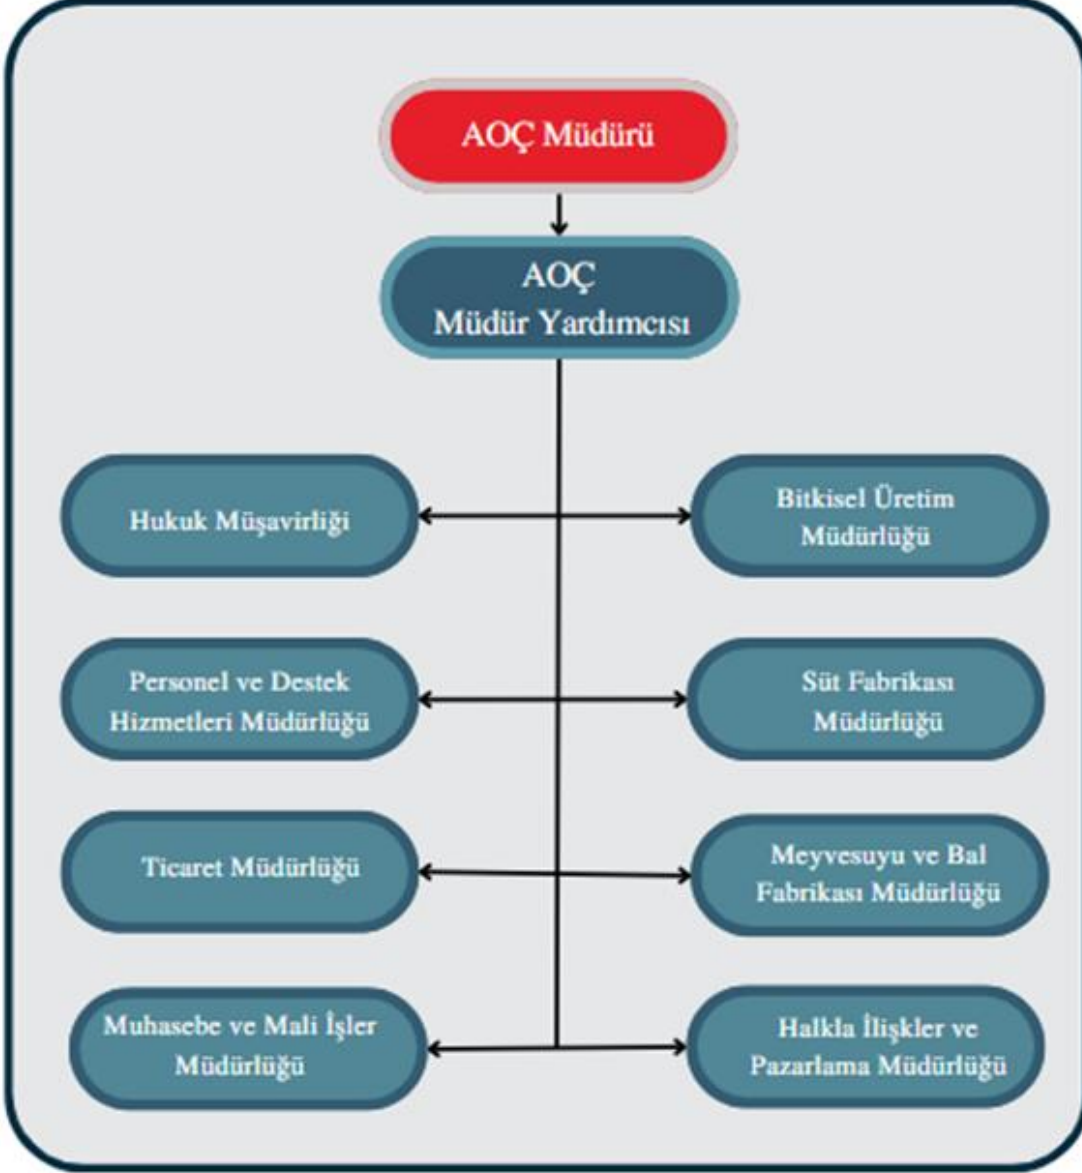 AOÇ Müdürü
AOÇ
Müdür Yardımcısı
Hukuk Müşavirliği
Bitkisel Üretim
Müdürlüğü
Personel ve Destek
Hizmetleri Müdürlüğü
Süt Fabrikası
Müdürlüğü
Ticaret Müdürlüğü
Meyvesuyu ve Bal
Fabrikası Müdürlüğü
Muhasebe ve Mali İşler
Müdürlüğü
Halkla İlişkler ve
Pazarlama Müdürlüğü